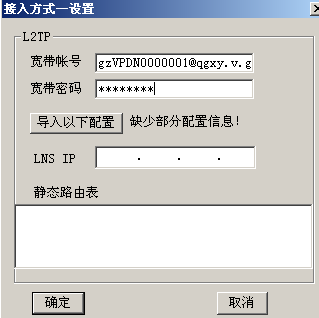 接入方式一设置
L2TP
宽带帐号 gzVPDN0000001@qgxy.v.g
宽带密码 ********
导入以下配置 缺少部分配置信息!
LNS IP . . .
静态路由表
确定 取消